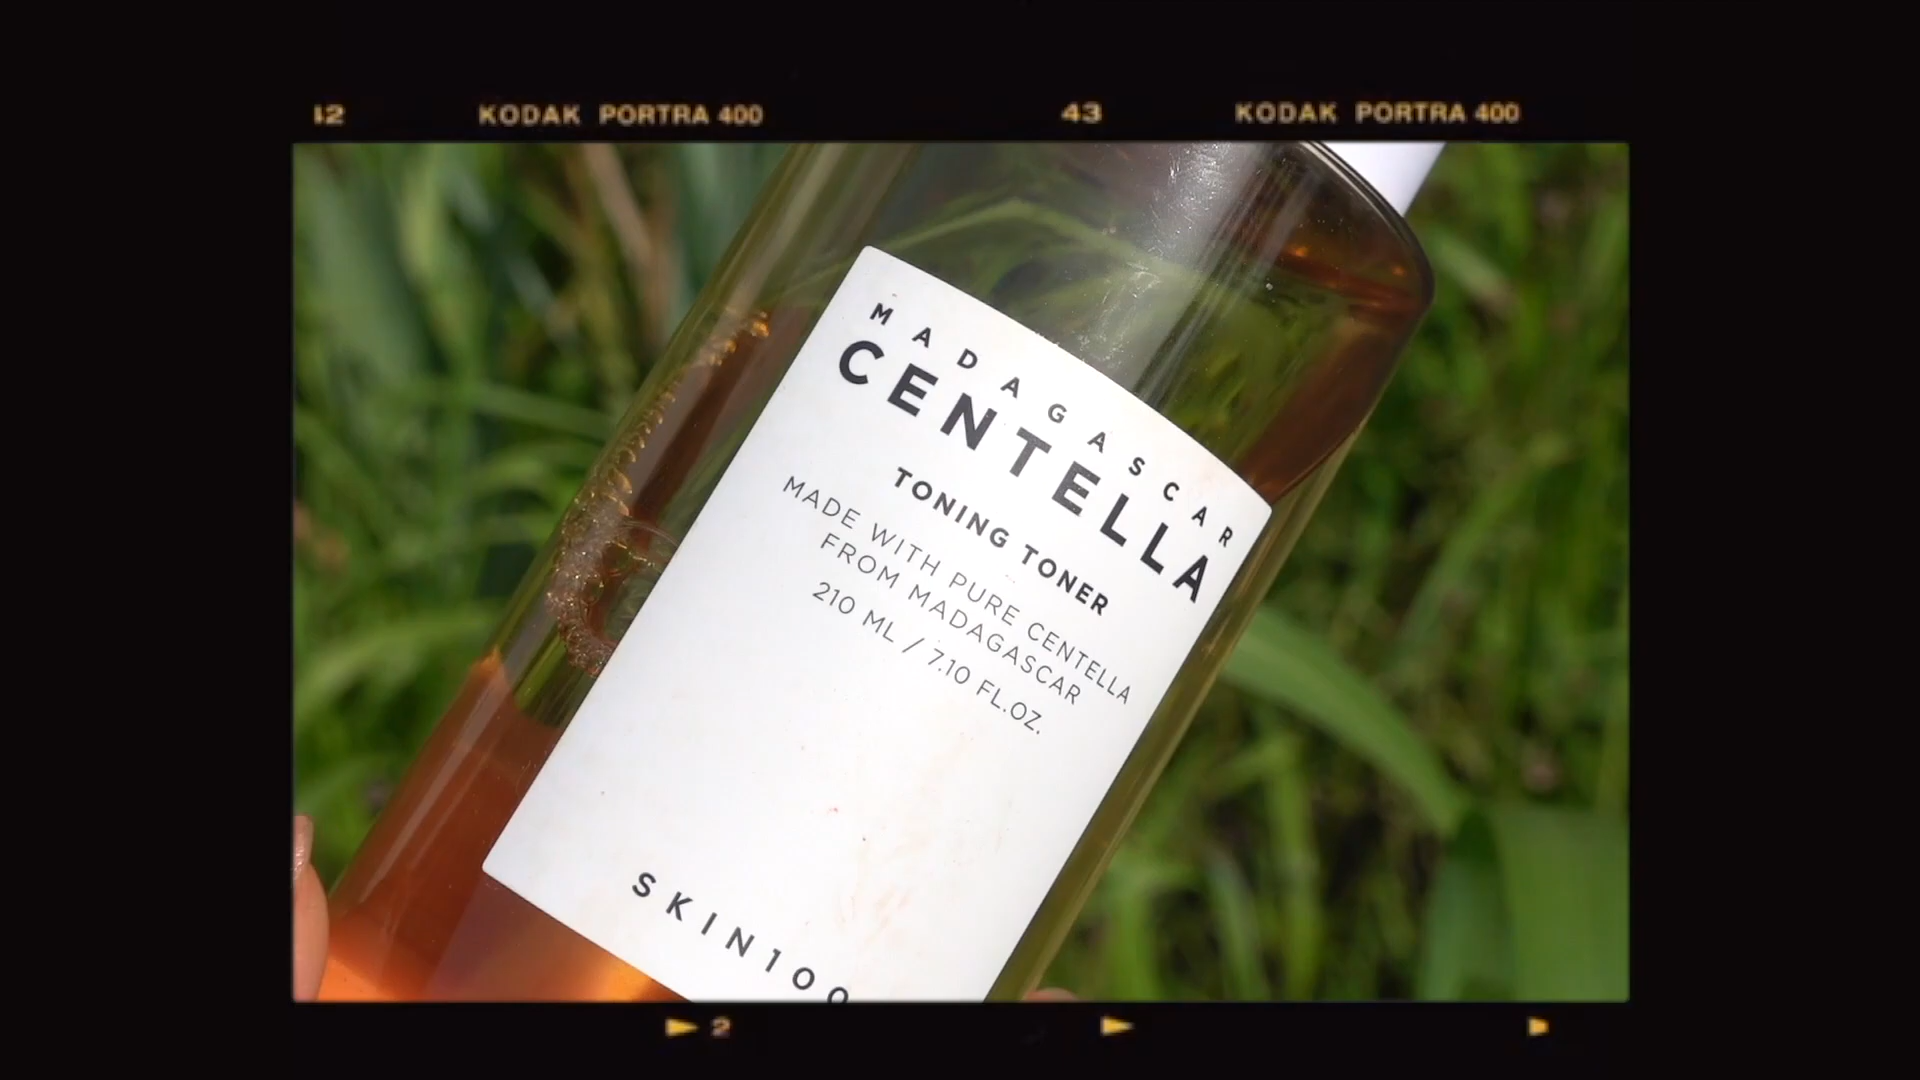 42 KODAK PORTRA 400 43 KODAK PORTRA 400
MADAGASCAR
CENTELLA
TONING TONER
MADE WITH PURE CENTELLA
FROM MADAGASCAR
210 ML / 7.10 FL.OZ.
SKIN100
2